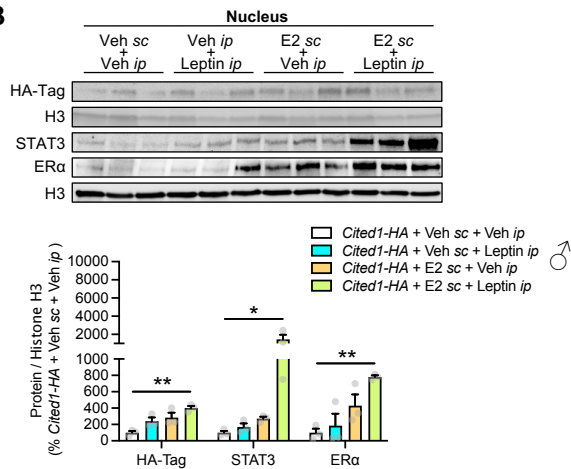 B
Nucleus
Veh sc + Veh ip
Veh ip + Leptin ip
E2 sc + Veh ip
E2 sc + Leptin ip
HA-Tag
H3
STAT3
ERα
H3
Cited1-HA + Veh sc + Veh ip
Cited1-HA + Veh sc + Leptin ip
Cited1-HA + E2 sc + Veh ip
Cited1-HA + E2 sc + Leptin ip
♂
Protein / Histone H3
(% Cited1-HA + Veh sc + Veh ip )
10000
8000
6000
4000
2000
1000
800
600
400
200
0
**
*
**
HA-Tag
STAT3
ERα